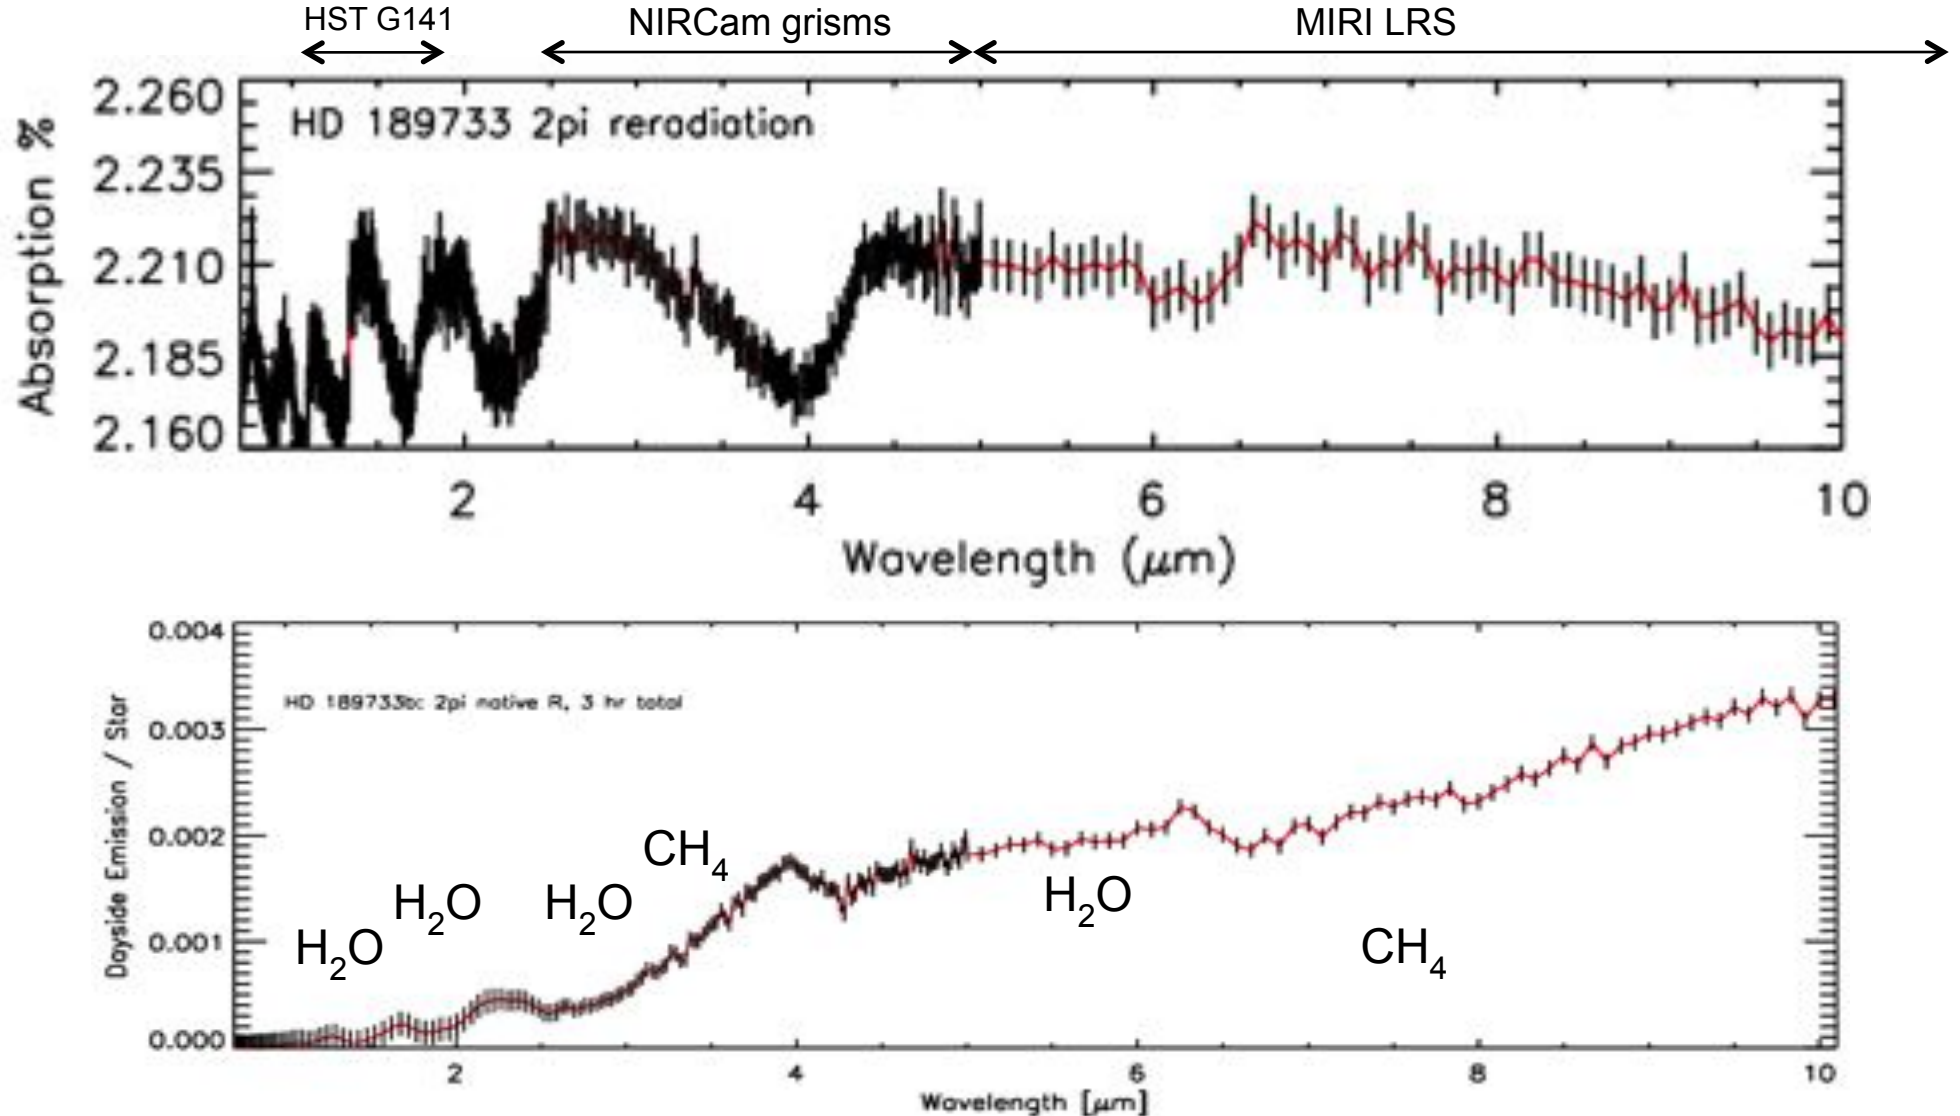 HST G141
NIRCam grisms
MIRI LRS
2.260
2.235
2.210
2.185
2.160
Absorption %
HD 189733 2pi reradiation
2 4 6 8 10
Wavelength (μm)
0.004
0.003
0.002
0.001
0.000
Dayside Emission / Star
HD 189733b: 2pi native R, 3 hr total
CH4
H2O
H2O
H2O
H2O
CH4
2 4 6 8 10
Wavelength [μm]